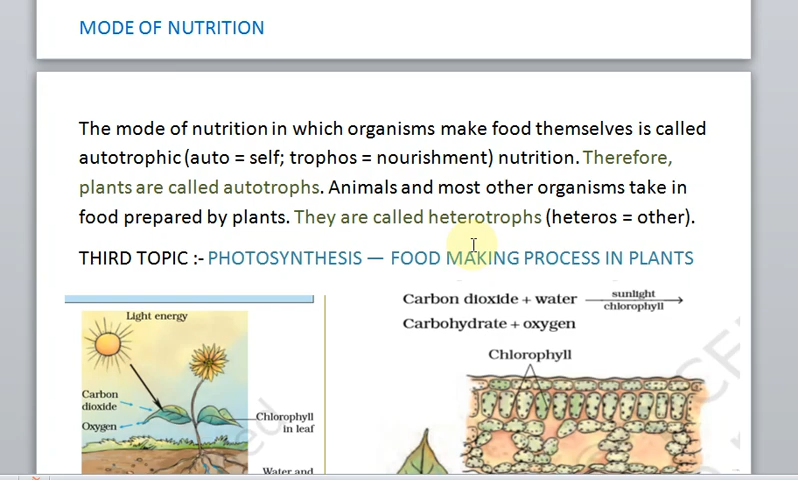 MODE OF NUTRITION
The mode of nutrition in which organisms make food themselves is called
autotrophic (auto = self; trophos = nourishment) nutrition. Therefore,
plants are called autotrophs. Animals and most other organisms take in
food prepared by plants. They are called heterotrophs (heteros = other).
THIRD TOPIC :- PHOTOSYNTHESIS — FOOD MAKING PROCESS IN PLANTS
Light energy
Carbon
dioxide
Oxygen
Chlorophyll
in leaf
Water and
Carbon dioxide + water
sunlight
chlorophyll
Carbohydrate + oxygen
Chlorophyll